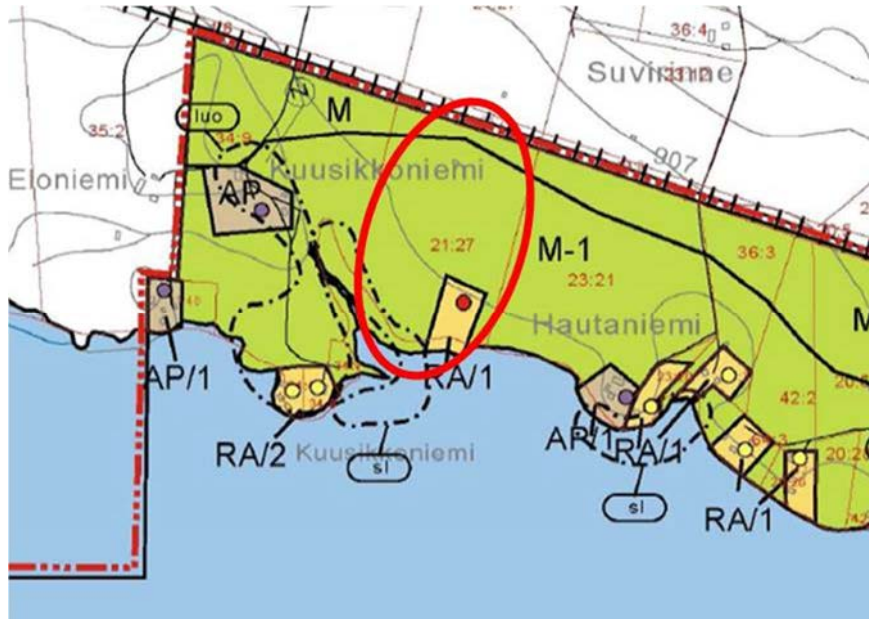 36:4
Suvirinne
M
luo
34:9
907
35:2
Eloniemi
Kuusikkoniemi
AP
36:3
21:27
M-1
23:21
Hautaniemi
M
AP/1
RA/1
42:2
AP/1
RA/1
RA/2
Kuusikkoniemi
sl
sl
RA/1